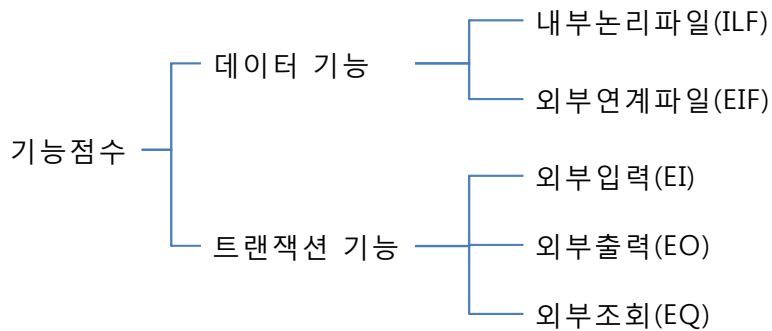 기능점수
데이터 기능
내부논리파일(ILF)
외부연계파일(EIF)
트랜잭션 기능
외부입력(EI)
외부출력(EO)
외부조회(EQ)